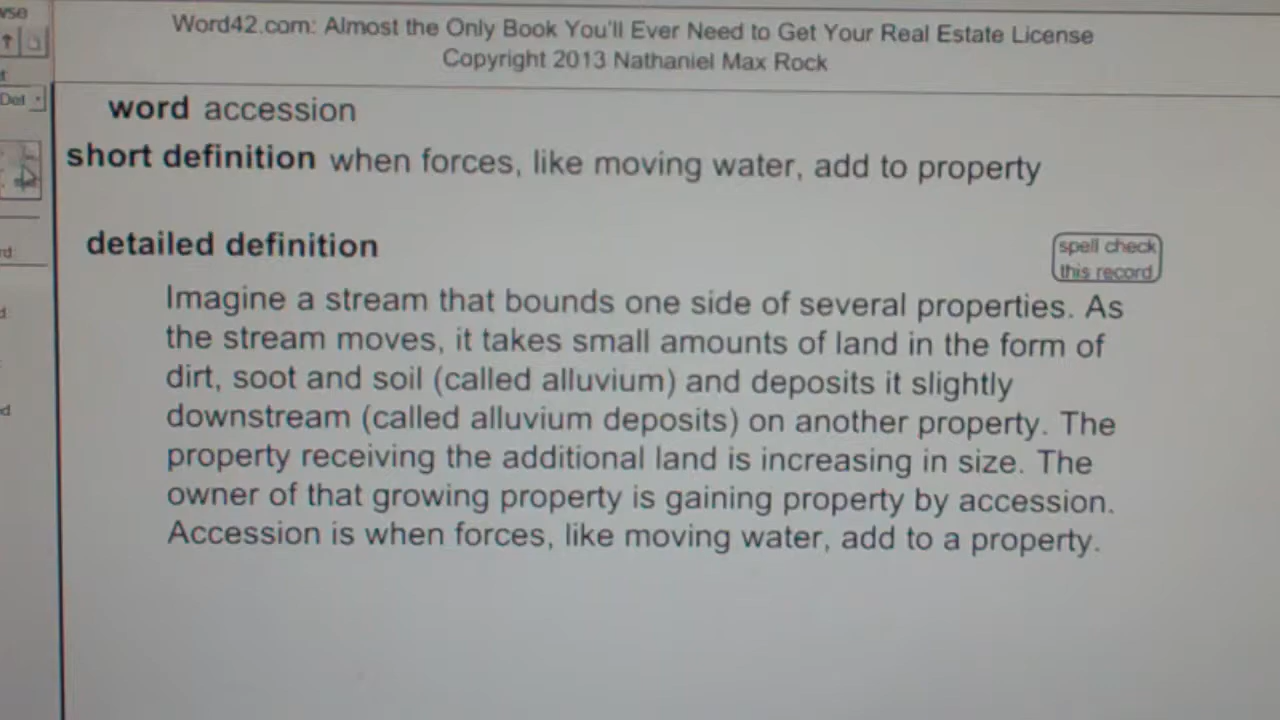 Word42.com: Almost the Only Book You'll Ever Need to Get Your Real Estate License
Copyright 2013 Nathaniel Max Rock
word accession
short definition when forces, like moving water, add to property
detailed definition
spell check
this record
Imagine a stream that bounds one side of several properties. As
the stream moves, it takes small amounts of land in the form of
dirt, soot and soil (called alluvium) and deposits it slightly
downstream (called alluvium deposits) on another property. The
property receiving the additional land is increasing in size. The
owner of that growing property is gaining property by accession.
Accession is when forces, like moving water, add to a property.